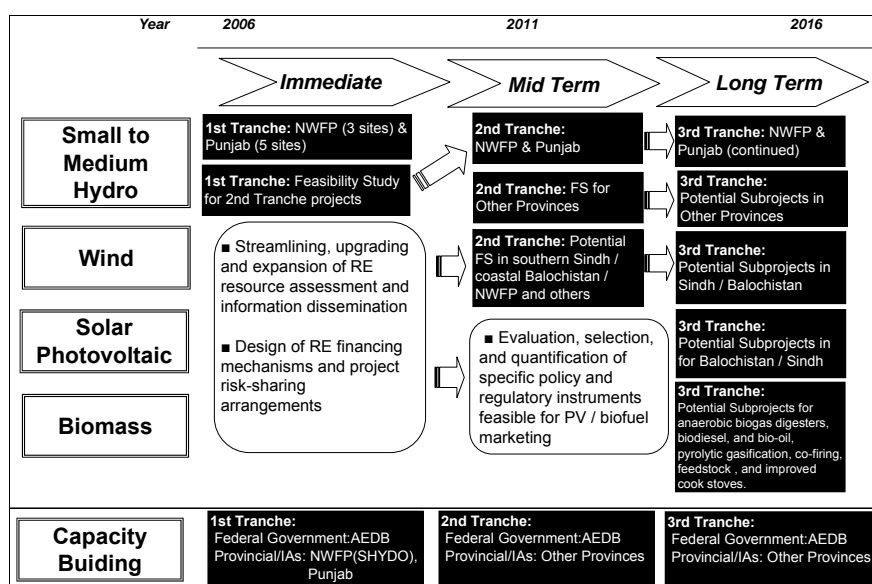 Year 2006 2011 2016
Immediate Mid Term Long Term
Small to
Medium
Hydro
1st Tranche: NWFP (3 sites) &
Punjab (5 sites)
1st Tranche: Feasibility Study
for 2nd Tranche projects
2nd Tranche:
NWFP & Punjab
2nd Tranche: FS for
Other Provinces
3rd Tranche: NWFP &
Punjab (continued)
3rd Tranche:
Potential Subprojects in
Other Provinces
Wind
■ Streamlining, upgrading
and expansion of RE
resource assessment and
information dissemination
■ Design of RE financing
mechanisms and project
risk-sharing
arrangements
2nd Tranche: Potential
FS in southern Sindh /
coastal Balochistan /
NWFP and others
3rd Tranche:
Potential Subprojects in
Sindh / Balochistan
Solar
Photovoltaic
■ Evaluation, selection,
and quantification of
specific policy and
regulatory instruments
feasible for PV / biofuel
marketing
3rd Tranche:
Potential Subprojects in
for Balochistan / Sindh
Biomass
3rd Tranche:
Potential Subprojects for
anaerobic biogas digesters,
biodiesel, and bio-oil,
pyrolytic gasification, co-firing,
feedstock , and improved
cook stoves.
Capacity
Buiding
1st Tranche:
Federal Government:AEDB
Provincial/IAs: NWFP(SHYDO),
Punjab
2nd Tranche:
Federal Government:AEDB
Provincial/IAs: Other Provinces
3rd Tranche:
Federal Government:AEDB
Provincial/IAs: Other Provinces